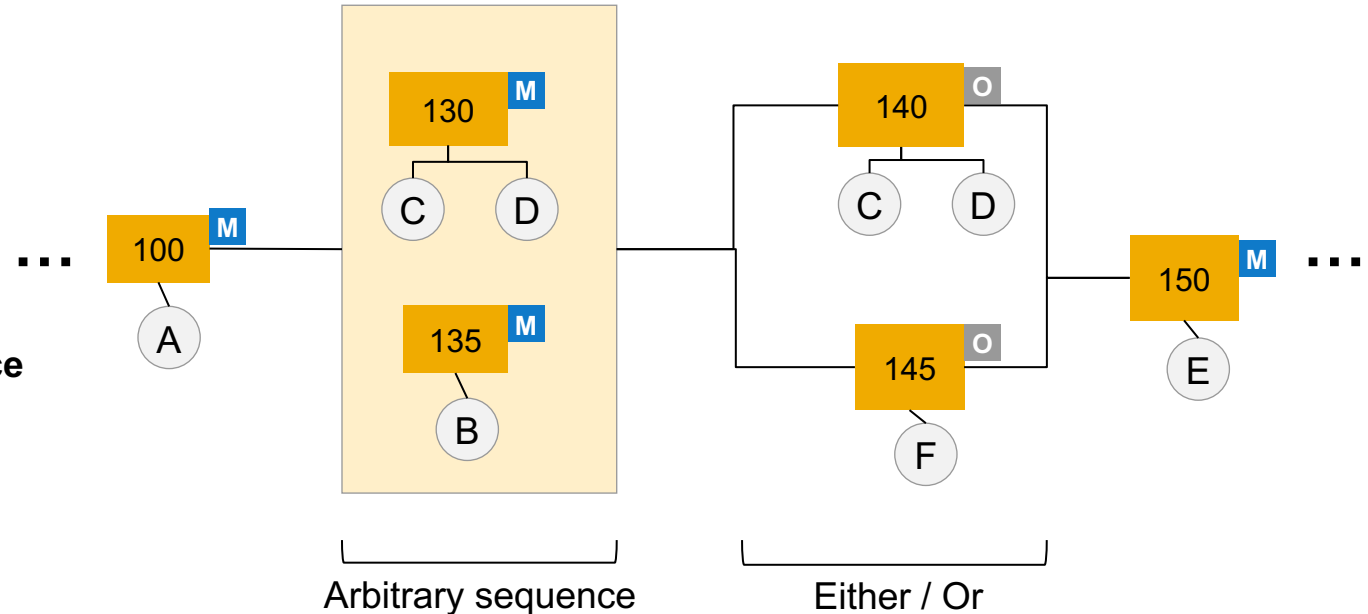 ...
100
M
A
130
M
C
D
135
M
B
140
O
C
D
145
O
F
150
M
E
...
ce
Arbitrary sequence
Either / Or